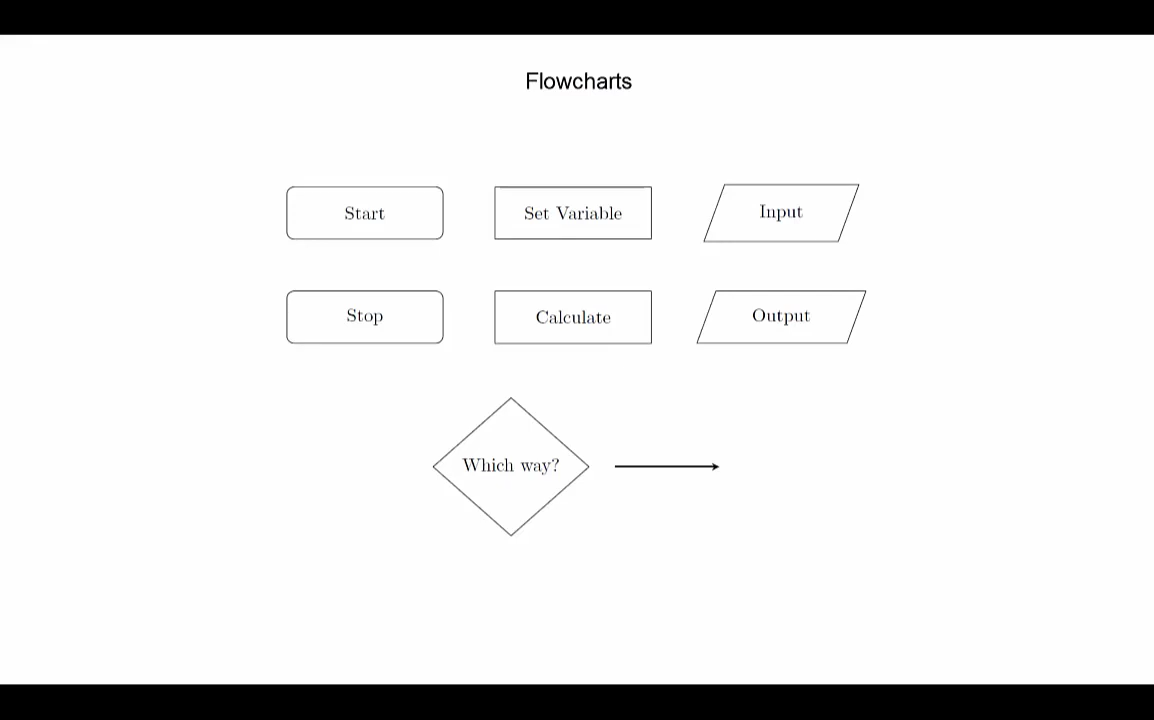 Flowcharts
Start
Set Variable
Input
Stop
Calculate
Output
Which way?